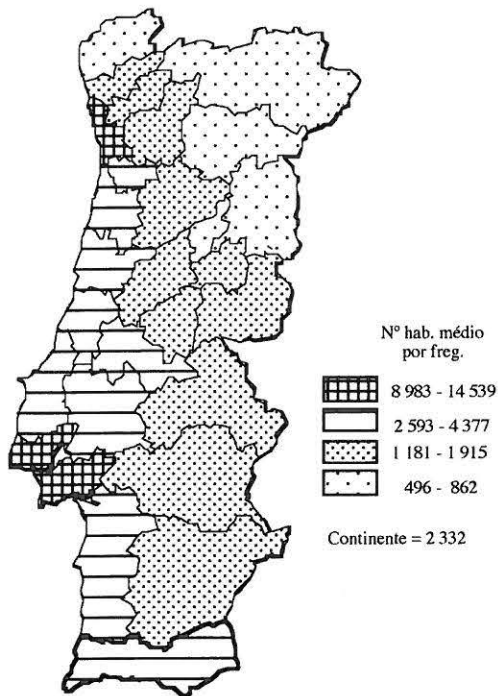 Nº hab. médio
por freg.
8 983 - 14 539
2 593 - 4 377
1 181 - 1 915
496 - 862
Continente = 2 332